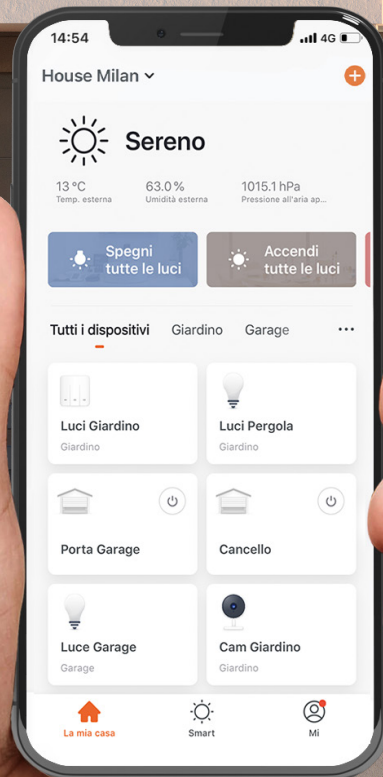 14:54
4G
House Milan
Sereno
13 °C
63.0 %
1015.1 hPa
Temp. esterna
Umidità esterna
Pressione all'aria ap...
Spegni
tutte le luci
Accendi
tutte le luci
Tutti i dispositivi
Giardino
Garage
...
Luci Giardino
Giardino
Luci Pergola
Giardino
Porta Garage
Cancello
Luce Garage
Garage
Cam Giardino
Giardino
La mia casa
Smart
Mi